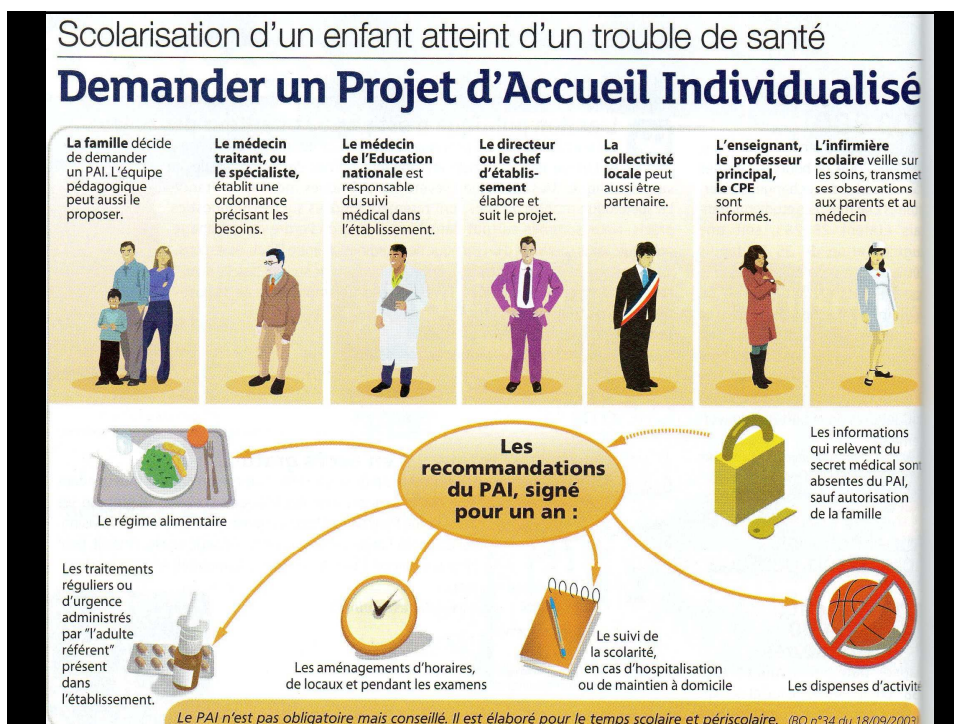 Scolarisation d'un enfant atteint d'un trouble de santé
Demander un Projet d'Accueil Individualisé
La famille décide
de demander
un PAI. L'équipe
pédagogique
peut aussi le
proposer.
Le médecin
traitant, ou
le spécialiste,
établit une
ordonnance
précisant les
besoins.
Le médecin
de l'Education
nationale est
responsable
du suivi
médical dans
l'établissement.
Le directeur
ou le chef
d'établis-
sement
élabore et
suit le projet.
La
collectivité
locale peut
aussi être
partenaire.
L'enseignant,
le professeur
principal,
le CPE
sont
informés.
L'infirmière
scolaire veille sur
les soins, transmet
ses observations
aux parents et au
médecin
Les
recommandations
du PAI, signé
pour un an :
Les informations
qui relèvent du
secret médical sont
absentes du PAI,
sauf autorisation
de la famille
Le régime alimentaire
Les traitements
réguliers ou
d'urgence
administrés
par "l'adulte
référent"
présent
dans
l'établissement.
Les aménagements d'horaires,
de locaux et pendant les examens
Le suivi de
la scolarité,
en cas d'hospitalisation
ou de maintien à domicile
Les dispenses d'activité
Le PAI n'est pas obligatoire mais conseillé. Il est élaboré pour le temps scolaire et périscolaire. (BO n°34 du 18/09/2003)